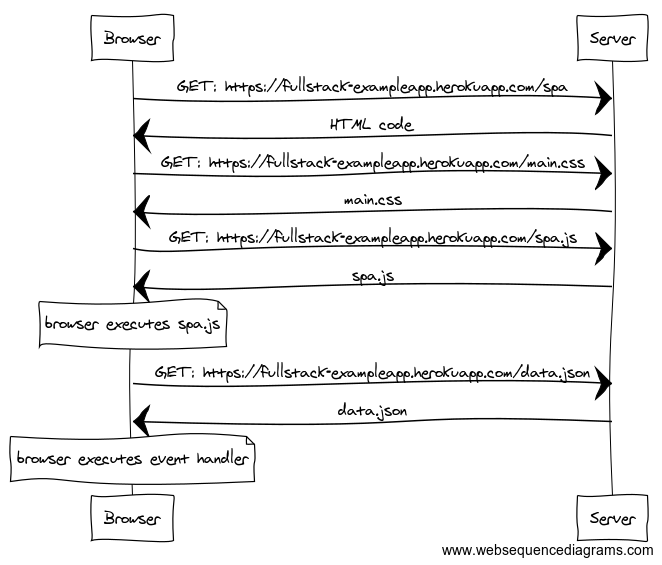 Browser
Server
GET: https://fullstack-exampleapp.herokuapp.com/spa
HTML code
GET: https://fullstack-exampleapp.herokuapp.com/main.css
main.css
GET: https://fullstack-exampleapp.herokuapp.com/spa.js
spa.js
browser executes spa.js
GET: https://fullstack-exampleapp.herokuapp.com/data.json
data.json
browser executes event handler
Browser
Server
www.websequencediagrams.com